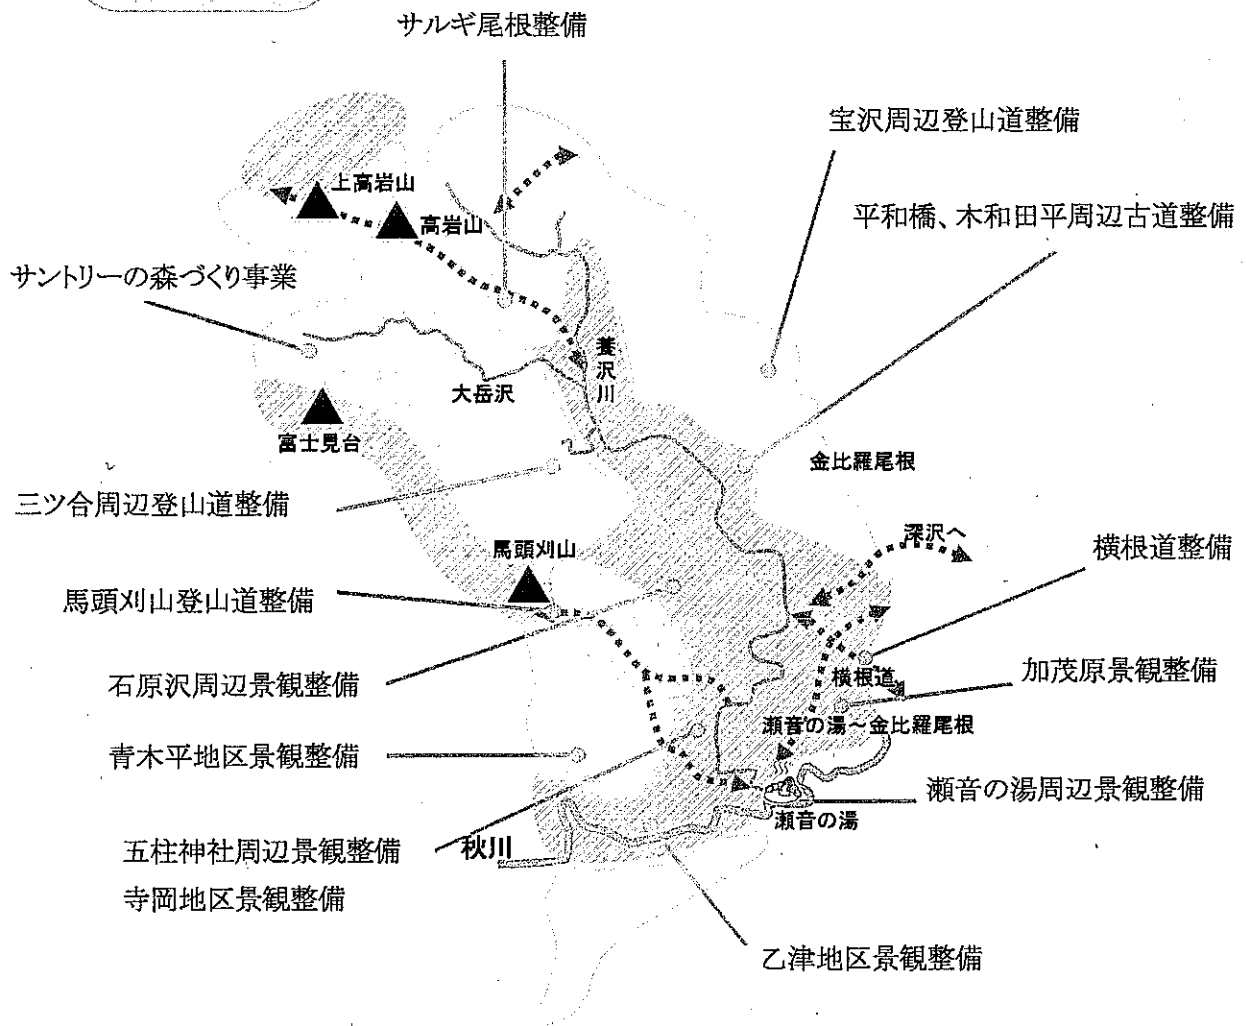 サルギ尾根整備
宝沢周辺登山道整備
上高岩山
平和橋、木和田平周辺古道整備
高岩山
サントリーの森づくり事業
養沢川
大岳沢
富士見台
金比羅尾根
三ツ合周辺登山道整備
深沢へ
横根道整備
馬頭刈山
馬頭刈山登山道整備
横根道
加茂原景観整備
石原沢周辺景観整備
瀬音の湯～金比羅尾根
青木平地区景観整備
瀬音の湯周辺景観整備
瀬音の湯
五柱神社周辺景観整備
秋川
寺岡地区景観整備
乙津地区景観整備